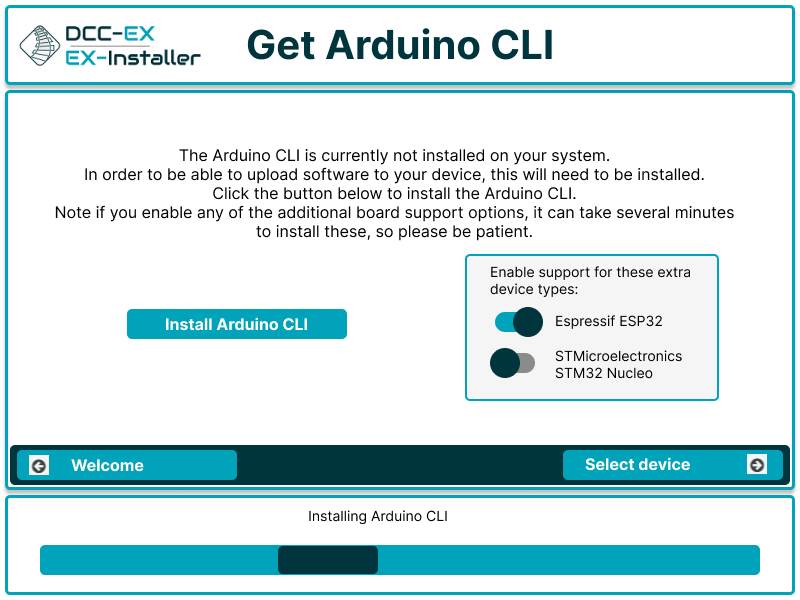 DCC-EX
EX-Installer
Get Arduino CLI
The Arduino CLI is currently not installed on your system.
In order to be able to upload software to your device, this will need to be installed.
Click the button below to install the Arduino CLI.
Note if you enable any of the additional board support options, it can take several minutes
to install these, so please be patient.
Install Arduino CLI
Enable support for these extra
device types:
Espressif ESP32
STMicroelectronics
STM32 Nucleo
Welcome
Select device
Installing Arduino CLI